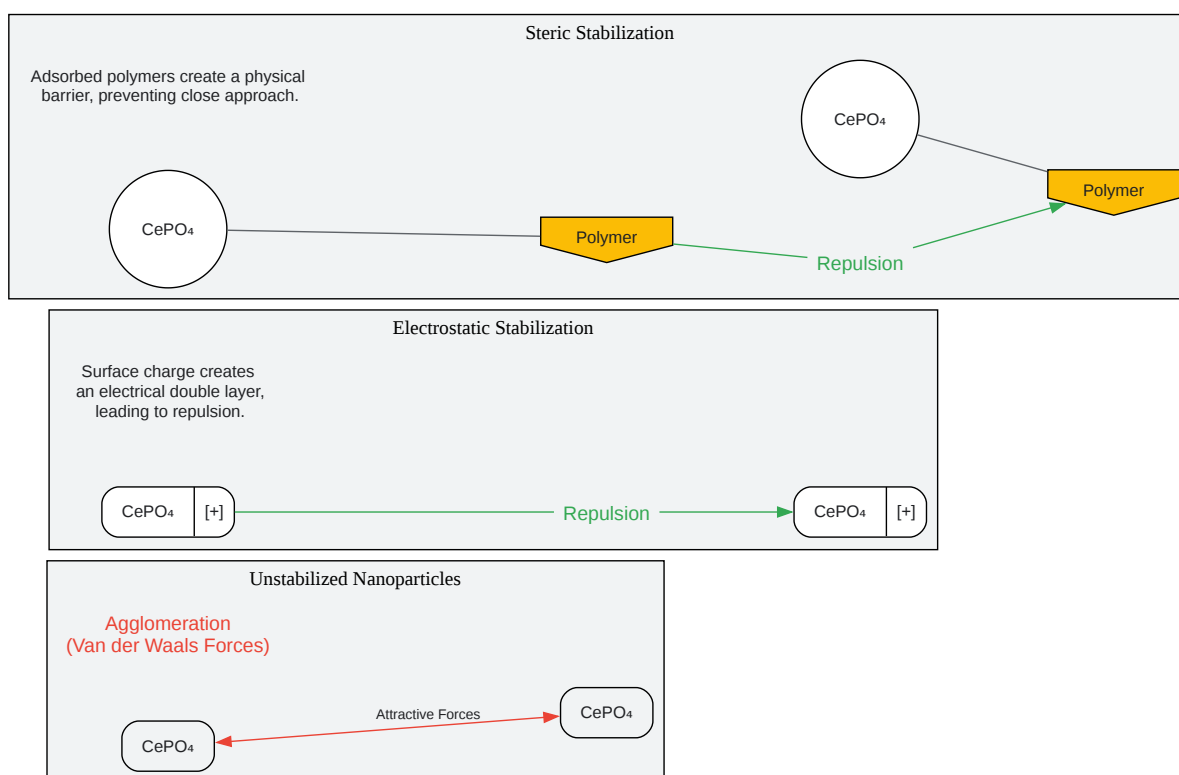 Steric Stabilization
Adsorbed polymers create a physical
barrier, preventing close approach.
CePO₄
Polymer
CePO₄
Polymer
Repulsion
Electrostatic Stabilization
Surface charge creates
an electrical double layer,
leading to repulsion.
CePO₄ [+]
Repulsion
CePO₄ [+]
Unstabilized Nanoparticles
Agglomeration
(Van der Waals Forces)
Attractive Forces
CePO₄
CePO₄